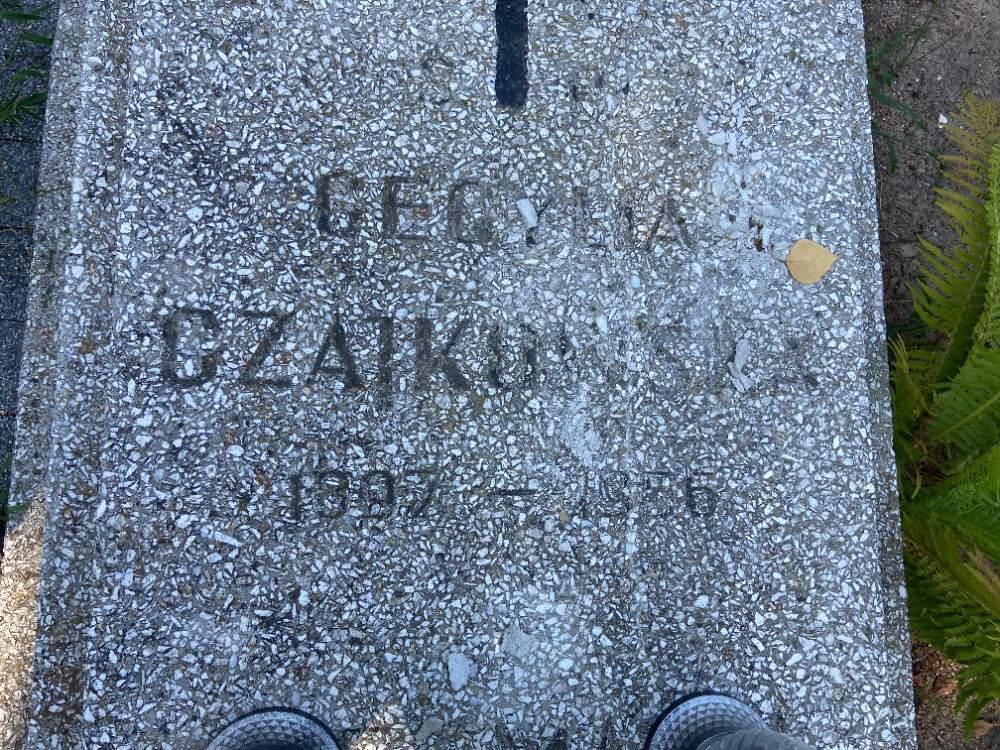 CECYLIA
CZAJKOWSKA
1897 — 1956